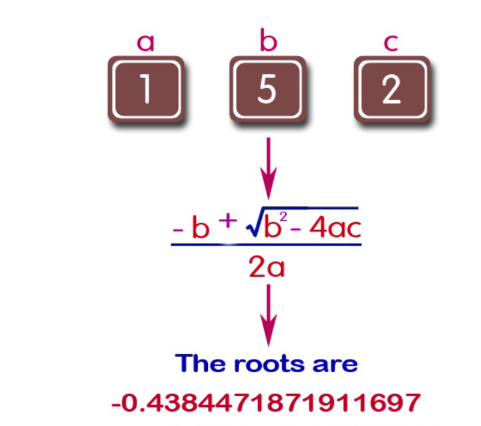 a b c
1 5 2
-b + √b² - 4ac
2a
The roots are
-0.4384471871911697